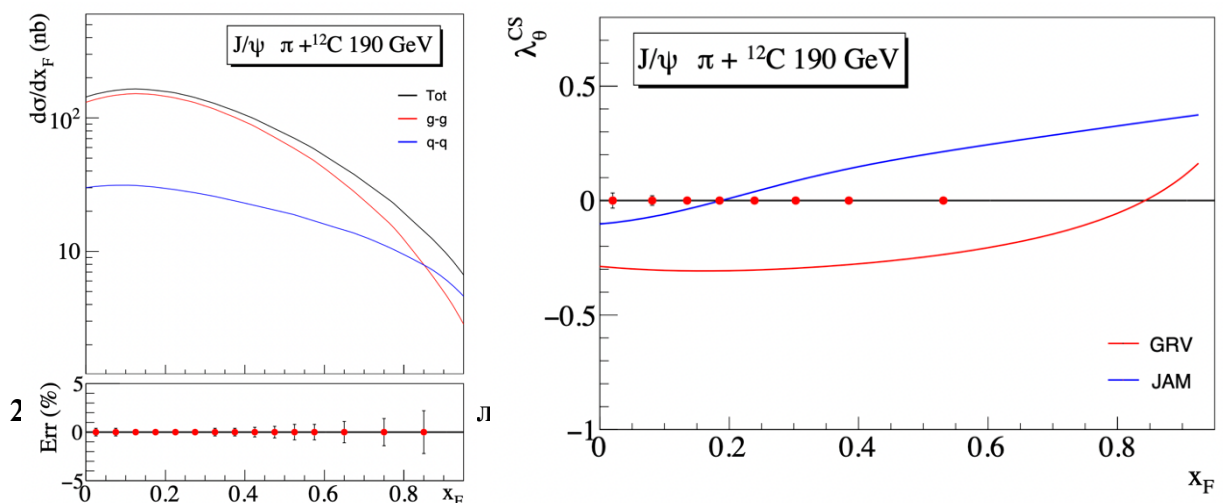 dσ/dx_F (nb)
J/ψ π +¹²C 190 GeV
Tot
g-g
q-q
10²
10
Err (%)
5
0
−5
0 0.2 0.4 0.6 0.8 x_F
2
л
λ_θ^CS
J/ψ π + ¹²C 190 GeV
0.5
0
−0.5
−1
GRV
JAM
0 0.2 0.4 0.6 0.8
x_F